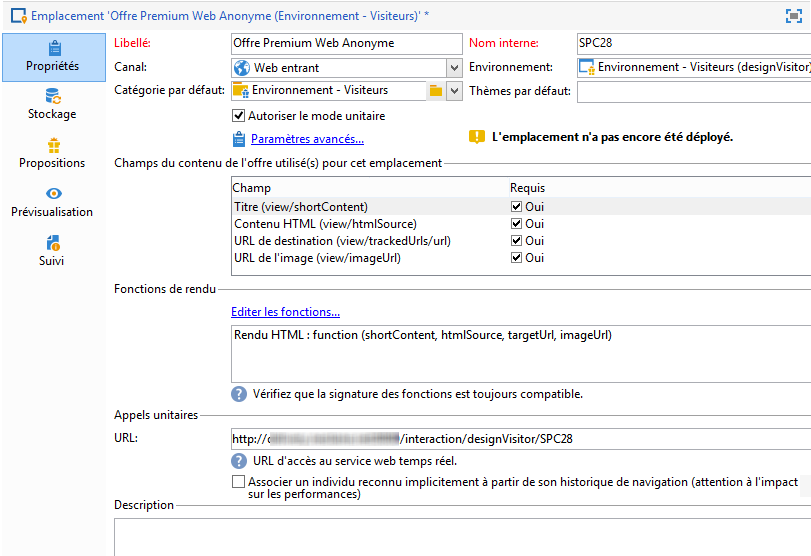 Emplacement 'Offre Premium Web Anonyme (Environnement - Visiteurs)' *
Propriétés
Stockage
Propositions
Prévisualisation
Suivi
Libellé: Offre Premium Web Anonyme Nom interne: SPC28
Canal: Web entrant Environnement: Environnement - Visiteurs (designVisitor)
Catégorie par défaut: Environnement - Visiteurs Thèmes par défaut:
Autoriser le mode unitaire
Paramètres avancés... L'emplacement n'a pas encore été déployé.
Champs du contenu de l'offre utilisé(s) pour cet emplacement
Champ Requis
Titre (view/shortContent) Oui
Contenu HTML (view/htmlSource) Oui
URL de destination (view/trackedUrls/url) Oui
URL de l'image (view/imageUrl) Oui
Fonctions de rendu
Editer les fonctions...
Rendu HTML : function (shortContent, htmlSource, targetUrl, imageUrl)
Vérifiez que la signature des fonctions est toujours compatible.
Appels unitaires
URL: http:// /interaction/designVisitor/SPC28
URL d'accès au service web temps réel.
Associer un individu reconnu implicitement à partir de son historique de navigation (attention à l'impact
sur les performances)
Description